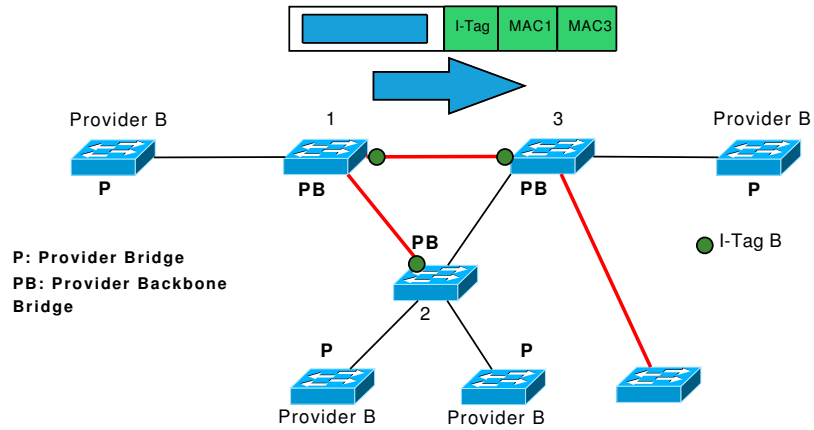 I-Tag MAC1 MAC3
1
3
Provider B
Provider B
P
PB
PB
P
PB
I-Tag B
P: Provider Bridge
PB: Provider Backbone
Bridge
2
P
P
Provider B
Provider B